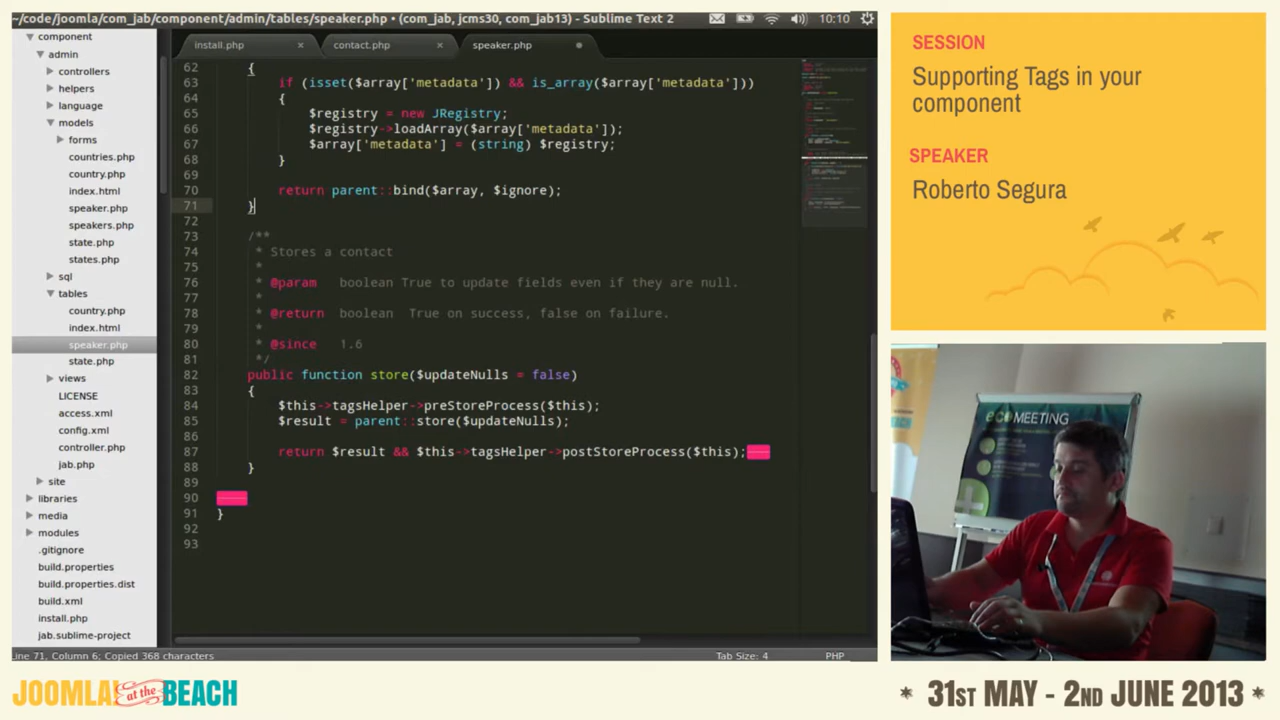 ~/code/joomla/com_jab/component/admin/tables/speaker.php • (com_jab, jcms30, com_jab13) - Sublime Text 2
10:10
component
admin
controllers
helpers
language
models
forms
countries.php
country.php
index.html
speaker.php
speakers.php
state.php
states.php
sql
tables
country.php
index.html
speaker.php
state.php
views
LICENSE
access.xml
config.xml
controller.php
jab.php
site
libraries
media
modules
.gitignore
build.properties
build.properties.dist
build.xml
install.php
jab.sublime-project
install.php ×
contact.php ×
speaker.php •
62 {
63 if (isset($array['metadata']) && is_array($array['metadata']))
64 {
65 $registry = new JRegistry;
66 $registry->loadArray($array['metadata']);
67 $array['metadata'] = (string) $registry;
68 }
69
70 return parent::bind($array, $ignore);
71 }
72
73 /**
74 * Stores a contact
75 *
76 * @param boolean True to update fields even if they are null.
77 *
78 * @return boolean True on success, false on failure.
79 *
80 * @since 1.6
81 */
82 public function store($updateNulls = false)
83 {
84 $this->tagsHelper->preStoreProcess($this);
85 $result = parent::store($updateNulls);
86
87 return $result && $this->tagsHelper->postStoreProcess($this);
88 }
89
90
91 }
92
93
Line 71, Column 6; Copied 368 characters
Tab Size: 4
PHP
SESSION
Supporting Tags in your
component
SPEAKER
Roberto Segura
ecoMEETING
JOOMLA! at the BEACH
* 31ST MAY - 2ND JUNE 2013 *